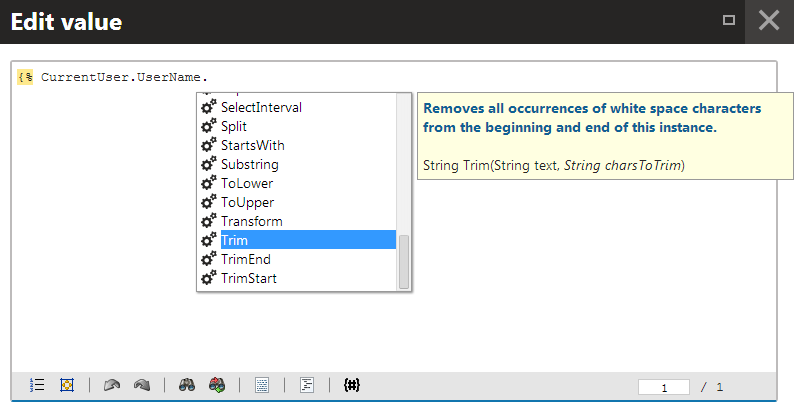 Edit value
{% CurrentUser.UserName.
SelectInterval
Split
StartsWith
Substring
ToLower
ToUpper
Transform
Trim
TrimEnd
TrimStart
Removes all occurrences of white space characters
from the beginning and end of this instance.
String Trim(String text, String charsToTrim)
{#}
1 / 1